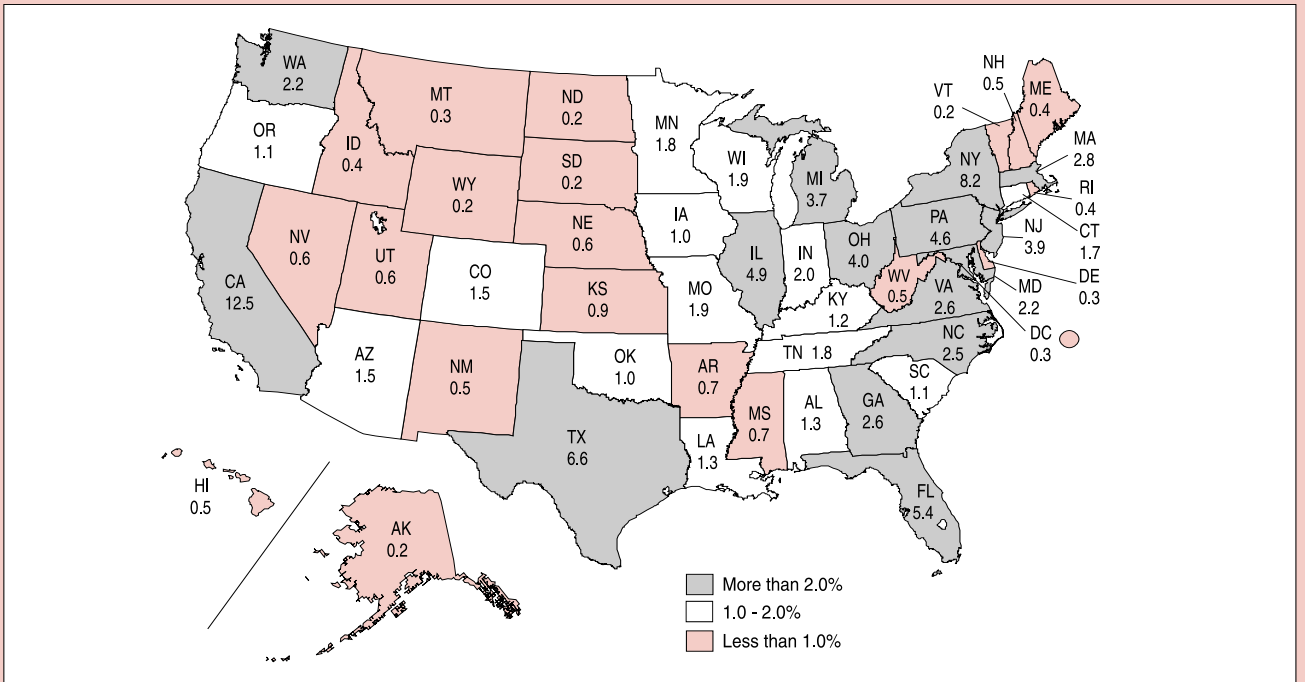 WA
2.2
OR
1.1
CA
12.5
ID
0.4
NV
0.6
MT
0.3
WY
0.2
UT
0.6
AZ
1.5
CO
1.5
NM
0.5
ND
0.2
SD
0.2
NE
0.6
KS
0.9
OK
1.0
TX
6.6
MN
1.8
IA
1.0
MO
1.9
AR
0.7
LA
1.3
WI
1.9
IL
4.9
MI
3.7
IN
2.0
OH
4.0
KY
1.2
TN 1.8
MS
0.7
AL
1.3
GA
2.6
FL
5.4
SC
1.1
NC
2.5
VA
2.6
WV
0.5
PA
4.6
NY
8.2
VT
0.2
NH
0.5
ME
0.4
MA
2.8
RI
0.4
CT
1.7
NJ
3.9
DE
0.3
MD
2.2
DC
0.3
HI
0.5
AK
0.2
More than 2.0%
1.0 - 2.0%
Less than 1.0%